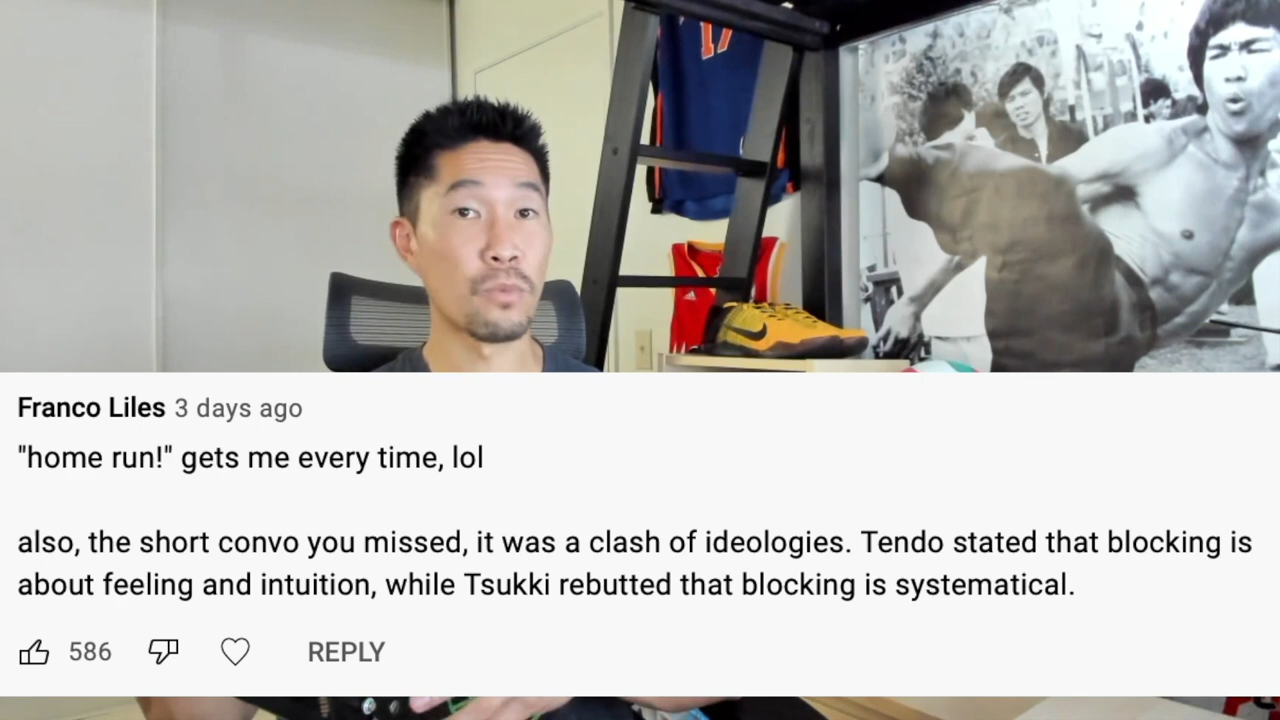 17
Franco Liles 3 days ago
"home run!" gets me every time, lol
also, the short convo you missed, it was a clash of ideologies. Tendo stated that blocking is
about feeling and intuition, while Tsukki rebutted that blocking is systematical.
586
REPLY